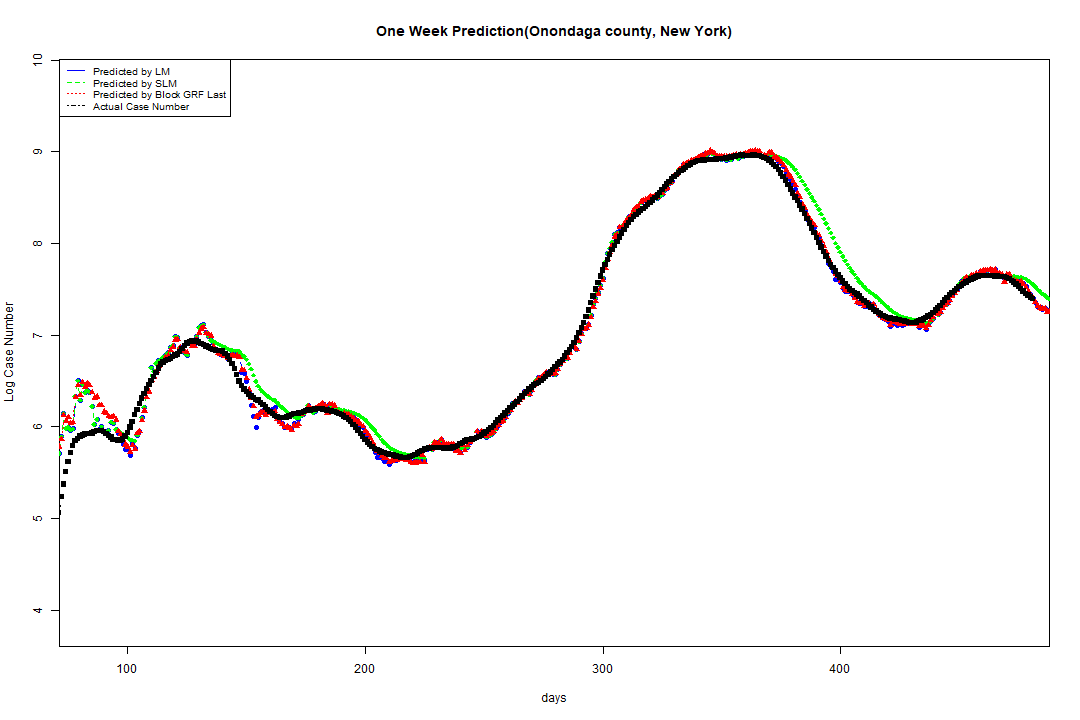 One Week Prediction(Onondaga county, New York)
Predicted by LM
Predicted by SLM
Predicted by Block GRF Last
Actual Case Number
10
9
8
7
6
5
4
Log Case Number
100 200 300 400
days